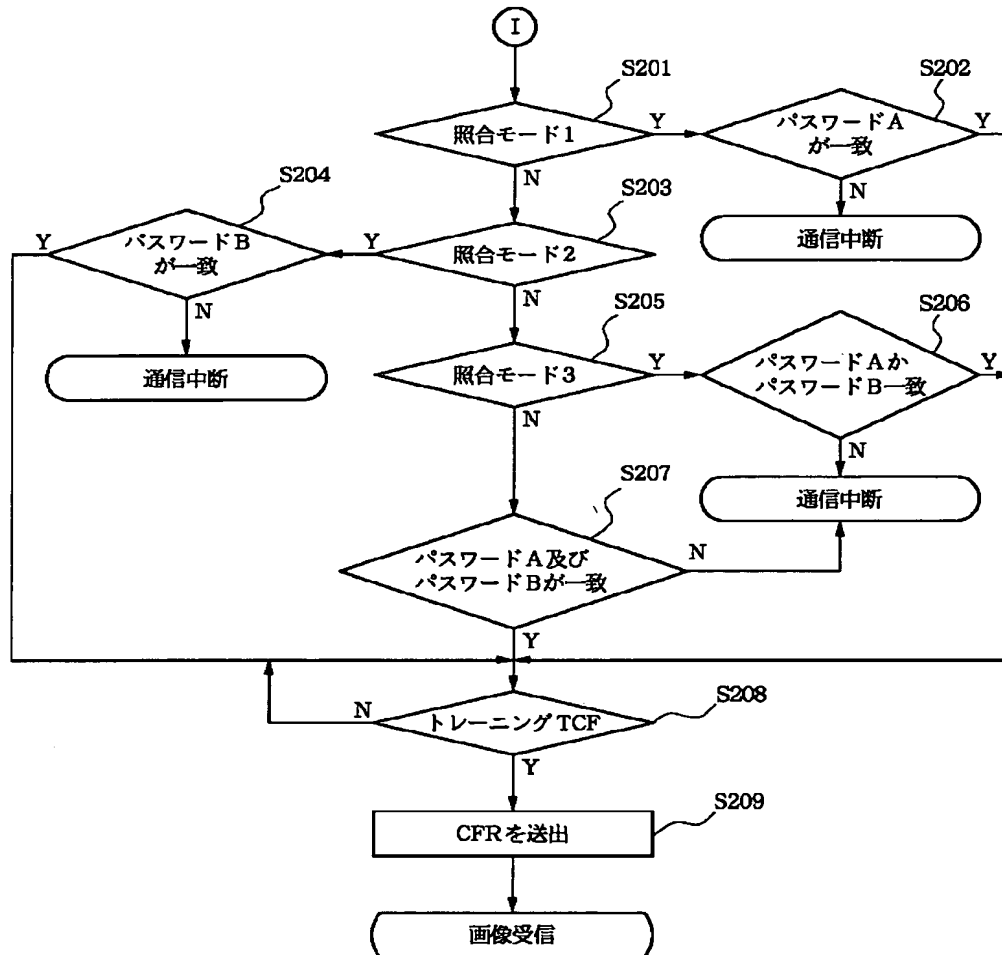 I
S201
照合モード1
Y
N
S202
パスワードA
が一致
Y
N
通信中断
S204
パスワードB
が一致
Y
N
通信中断
S203
照合モード2
Y
N
S205
照合モード3
Y
N
S206
パスワードAか
パスワードB一致
Y
N
通信中断
S207
パスワードA及び
パスワードBが一致
N
Y
S208
トレーニングTCF
N
Y
S209
CFRを送出
画像受信